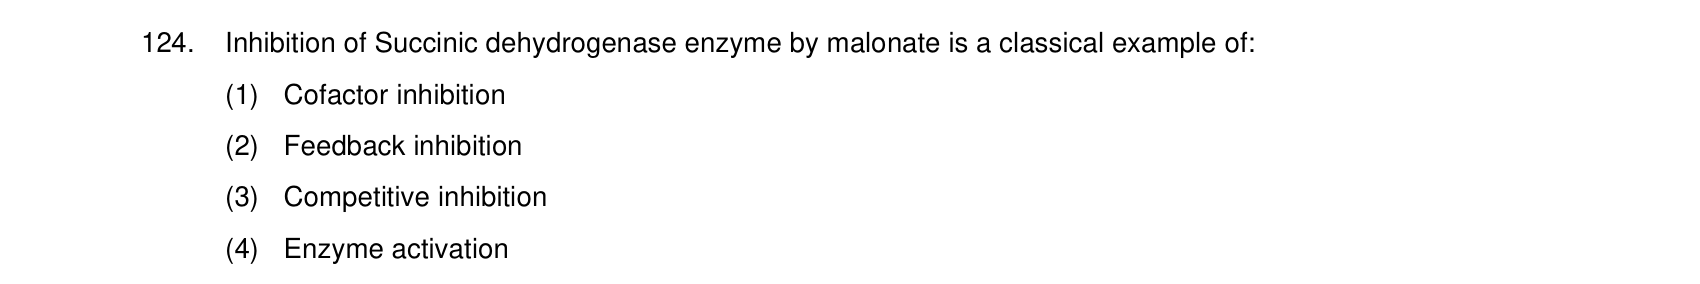 124. Inhibition of Succinic dehydrogenase enzyme by malonate is a classical example of:
(1) Cofactor inhibition
(2) Feedback inhibition
(3) Competitive inhibition
(4) Enzyme activation